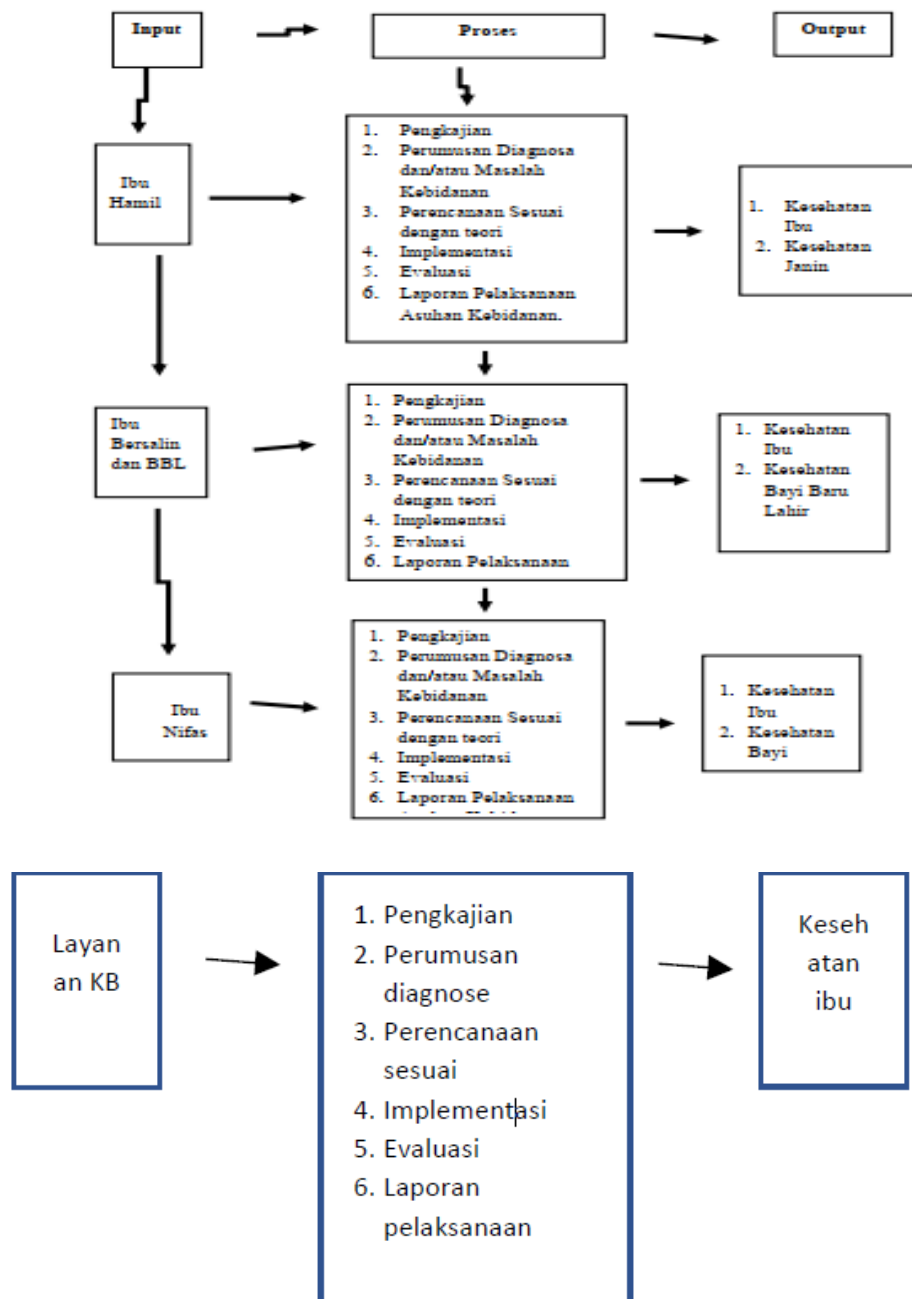 Input
Proses
Output
Ibu
Hamil
1. Pengkajian
2. Perumusan Diagnosa
dan/atau Masalah
Kebidanan
3. Perencanaan Sesuai
dengan teori
4. Implementasi
5. Evaluasi
6. Laporan Pelaksanaan
Asuhan Kebidanan.
1. Kesehatan
Ibu
2. Kesehatan
Janin
Ibu
Bersalin
dan BBL
1. Pengkajian
2. Perumusan Diagnosa
dan/atau Masalah
Kebidanan
3. Perencanaan Sesuai
dengan teori
4. Implementasi
5. Evaluasi
6. Laporan Pelaksanaan
1. Kesehatan
Ibu
2. Kesehatan
Bayi Baru
Lahir
Ibu
Nifas
1. Pengkajian
2. Perumusan Diagnosa
dan/atau Masalah
Kebidanan
3. Perencanaan Sesuai
dengan teori
4. Implementasi
5. Evaluasi
6. Laporan Pelaksanaan
1. Kesehatan
Ibu
2. Kesehatan
Bayi
Layan
an KB
1. Pengkajian
2. Perumusan
diagnose
3. Perencanaan
sesuai
4. Implementasi
5. Evaluasi
6. Laporan
pelaksanaan
Keseh
atan
ibu